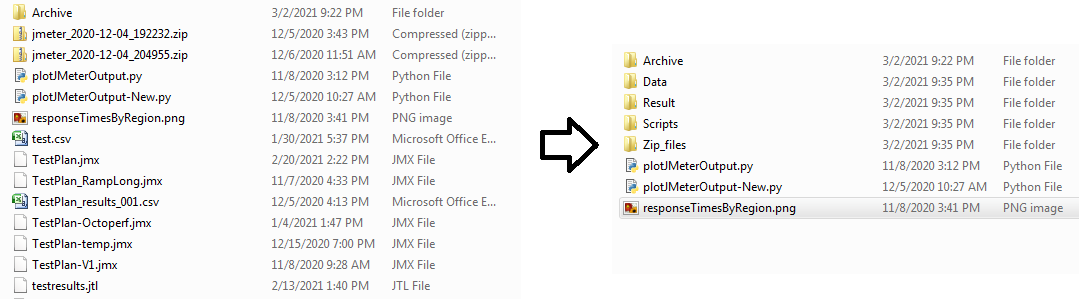 Archive 3/2/2021 9:22 PM File folder
jmeter_2020-12-04_192232.zip 12/5/2020 3:43 PM Compressed (zipp...
jmeter_2020-12-04_204955.zip 12/6/2020 11:51 AM Compressed (zipp...
plotJMeterOutput.py 11/8/2020 3:12 PM Python File
plotJMeterOutput-New.py 12/5/2020 10:27 AM Python File
responseTimesByRegion.png 11/8/2020 3:41 PM PNG image
test.csv 1/30/2021 5:37 PM Microsoft Office E...
TestPlan.jmx 2/20/2021 2:22 PM JMX File
TestPlan_RampLong.jmx 11/7/2020 4:33 PM JMX File
TestPlan_results_001.csv 12/5/2020 4:13 PM Microsoft Office E...
TestPlan-Octoperf.jmx 1/4/2021 1:47 PM JMX File
TestPlan-temp.jmx 12/15/2020 7:00 PM JMX File
TestPlan-V1.jmx 11/8/2020 9:28 AM JMX File
testresults.jtl 2/13/2021 1:40 PM JTL File
Archive 3/2/2021 9:22 PM File folder
Data 3/2/2021 9:35 PM File folder
Result 3/2/2021 9:35 PM File folder
Scripts 3/2/2021 9:35 PM File folder
Zip_files 3/2/2021 9:35 PM File folder
plotJMeterOutput.py 11/8/2020 3:12 PM Python File
plotJMeterOutput-New.py 12/5/2020 10:27 AM Python File
responseTimesByRegion.png 11/8/2020 3:41 PM PNG image